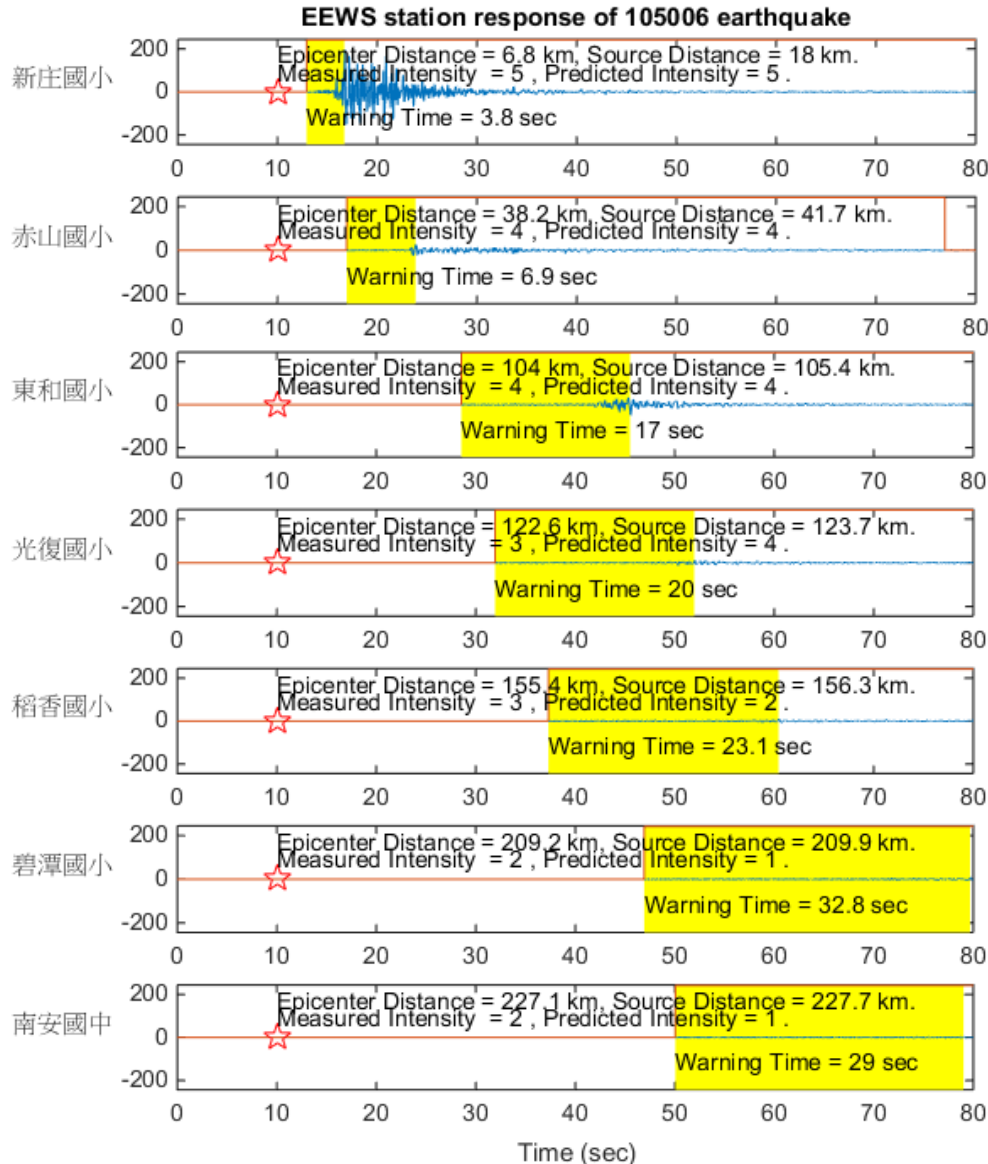 EEWS station response of 105006 earthquake
新庄國小
200
0
-200
Epicenter Distance = 6.8 km, Source Distance = 18 km.
Measured Intensity = 5 , Predicted Intensity = 5 .
Warning Time = 3.8 sec
0 10 20 30 40 50 60 70 80
赤山國小
200
0
-200
Epicenter Distance = 38.2 km, Source Distance = 41.7 km.
Measured Intensity = 4 , Predicted Intensity = 4 .
Warning Time = 6.9 sec
0 10 20 30 40 50 60 70 80
東和國小
200
0
-200
Epicenter Distance = 104 km, Source Distance = 105.4 km.
Measured Intensity = 4 , Predicted Intensity = 4 .
Warning Time = 17 sec
0 10 20 30 40 50 60 70 80
光復國小
200
0
-200
Epicenter Distance = 122.6 km, Source Distance = 123.7 km.
Measured Intensity = 3 , Predicted Intensity = 4 .
Warning Time = 20 sec
0 10 20 30 40 50 60 70 80
稻香國小
200
0
-200
Epicenter Distance = 155.4 km, Source Distance = 156.3 km.
Measured Intensity = 3 , Predicted Intensity = 2 .
Warning Time = 23.1 sec
0 10 20 30 40 50 60 70 80
碧潭國小
200
0
-200
Epicenter Distance = 209.2 km, Source Distance = 209.9 km.
Measured Intensity = 2 , Predicted Intensity = 1 .
Warning Time = 32.8 sec
0 10 20 30 40 50 60 70 80
南安國中
200
0
-200
Epicenter Distance = 227.1 km, Source Distance = 227.7 km.
Measured Intensity = 2 , Predicted Intensity = 1 .
Warning Time = 29 sec
0 10 20 30 40 50 60 70 80
Time (sec)